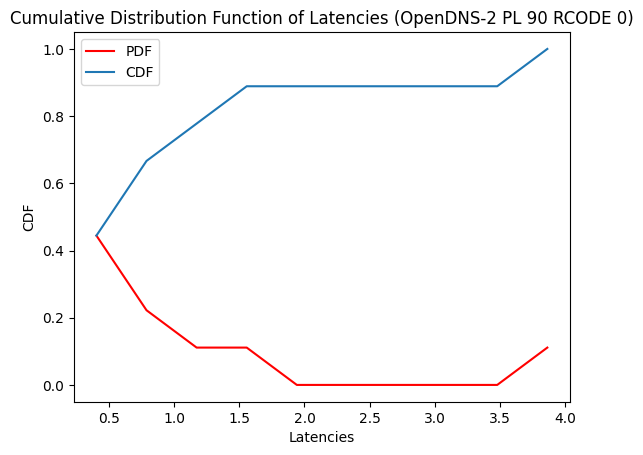 Cumulative Distribution Function of Latencies (OpenDNS-2 PL 90 RCODE 0)
PDF
CDF
1.0
0.8
0.6
0.4
0.2
0.0
CDF
0.5
1.0
1.5
2.0
2.5
3.0
3.5
4.0
Latencies